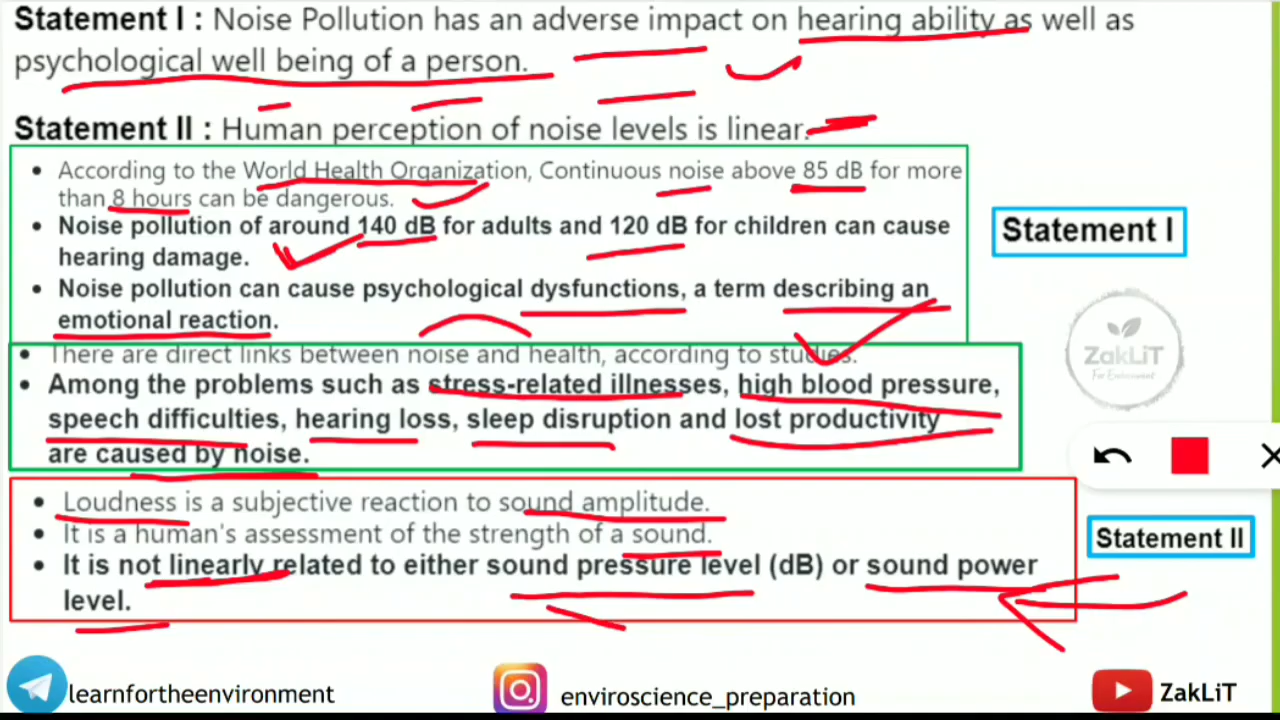 Statement I : Noise Pollution has an adverse impact on hearing ability as well as
psychological well being of a person.
Statement II : Human perception of noise levels is linear.
• According to the World Health Organization, Continuous noise above 85 dB for more
than 8 hours can be dangerous.
• Noise pollution of around 140 dB for adults and 120 dB for children can cause
hearing damage.
• Noise pollution can cause psychological dysfunctions, a term describing an
emotional reaction.
Statement I
• There are direct links between noise and health, according to studies.
• Among the problems such as stress-related illnesses, high blood pressure,
speech difficulties, hearing loss, sleep disruption and lost productivity
are caused by noise.
ZakLiT
For Environment
• Loudness is a subjective reaction to sound amplitude.
• It is a human's assessment of the strength of a sound.
• It is not linearly related to either sound pressure level (dB) or sound power
level.
Statement II
learnfortheenvironment
enviroscience_preparation
ZakLiT